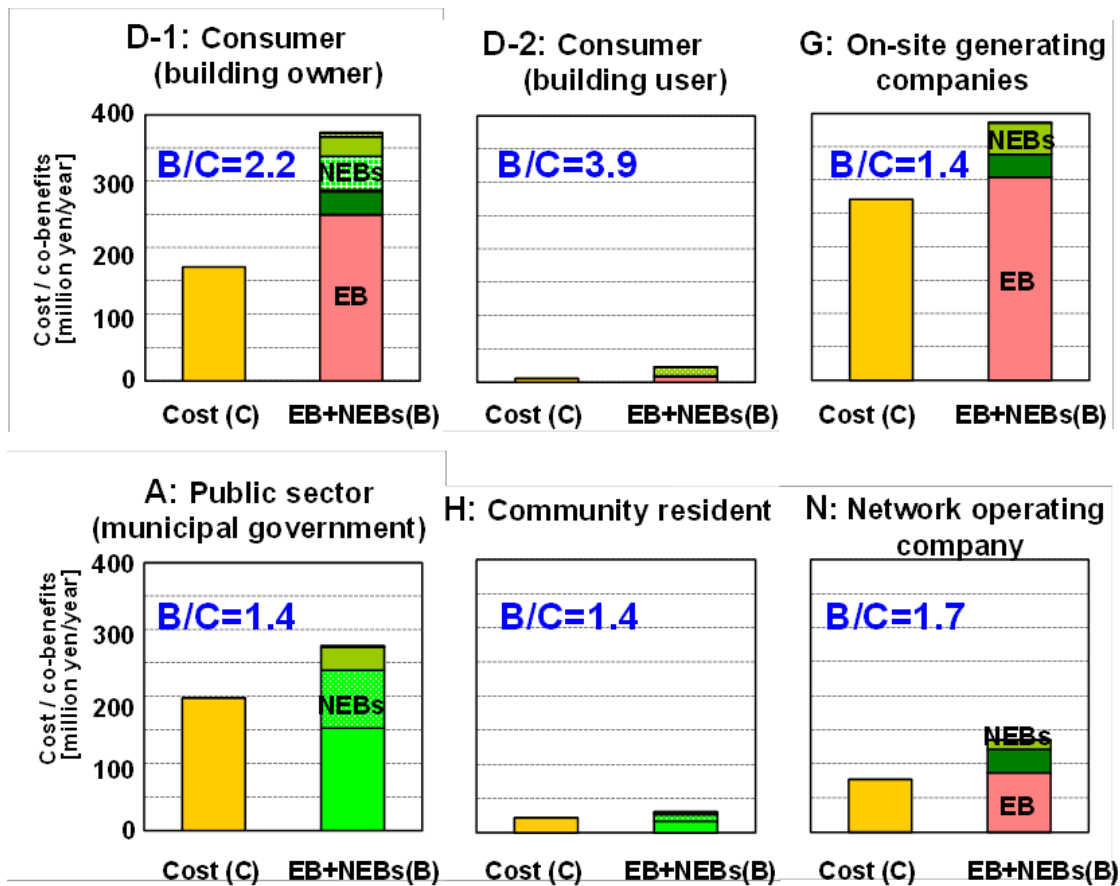 D-1: Consumer
(building owner)
D-2: Consumer
(building user)
G: On-site generating
companies
Cost / co-benefits
[million yen/year]
400
300
200
100
0
B/C=2.2
NEBs
EB
Cost (C)
EB+NEBs(B)
B/C=3.9
Cost (C)
EB+NEBs(B)
B/C=1.4
NEBs
EB
Cost (C)
EB+NEBs(B)
A: Public sector
(municipal government)
H: Community resident
N: Network operating
company
Cost / co-benefits
[million yen/year]
400
300
200
100
0
B/C=1.4
NEBs
Cost (C)
EB+NEBs(B)
B/C=1.4
Cost (C)
EB+NEBs(B)
B/C=1.7
NEBs
EB
Cost (C)
EB+NEBs(B)